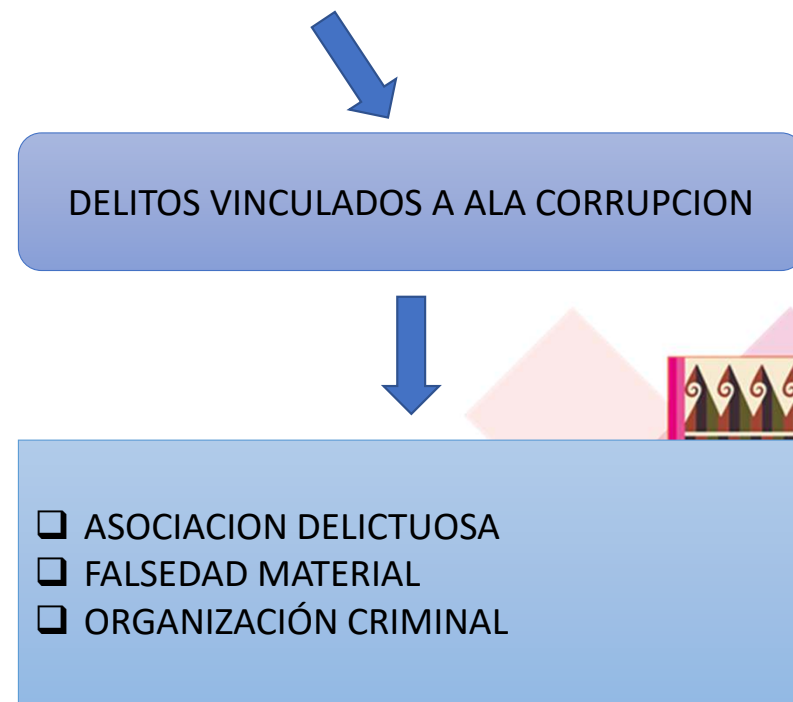 DELITOS VINCULADOS A ALA CORRUPCION
ASOCIACION DELICTUOSA
FALSEDAD MATERIAL
ORGANIZACIÓN CRIMINAL